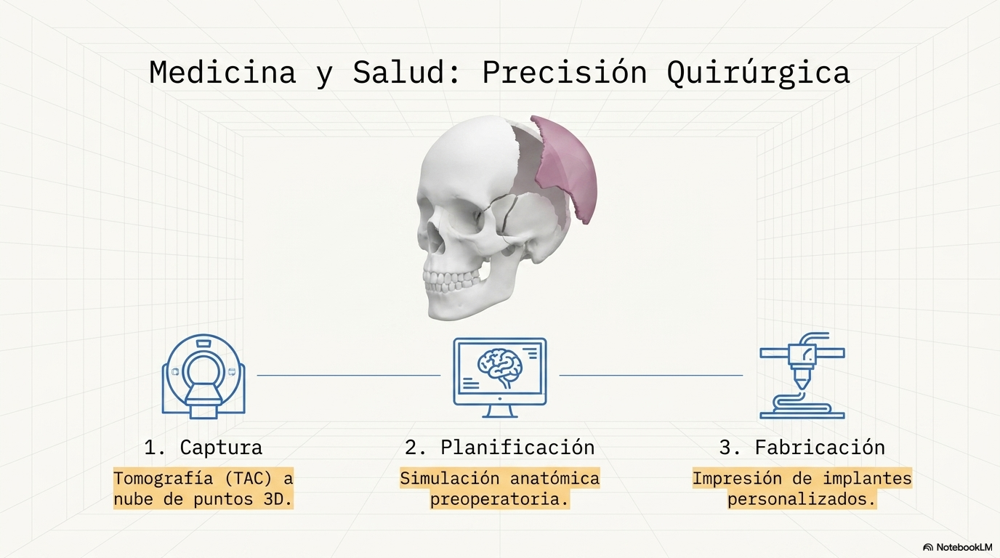 Medicina y Salud: Precisión Quirúrgica
1. Captura
Tomografía (TAC) a
nube de puntos 3D.
2. Planificación
Simulación anatómica
preoperatoria.
3. Fabricación
Impresión de implantes
personalizados.
NotebookLM